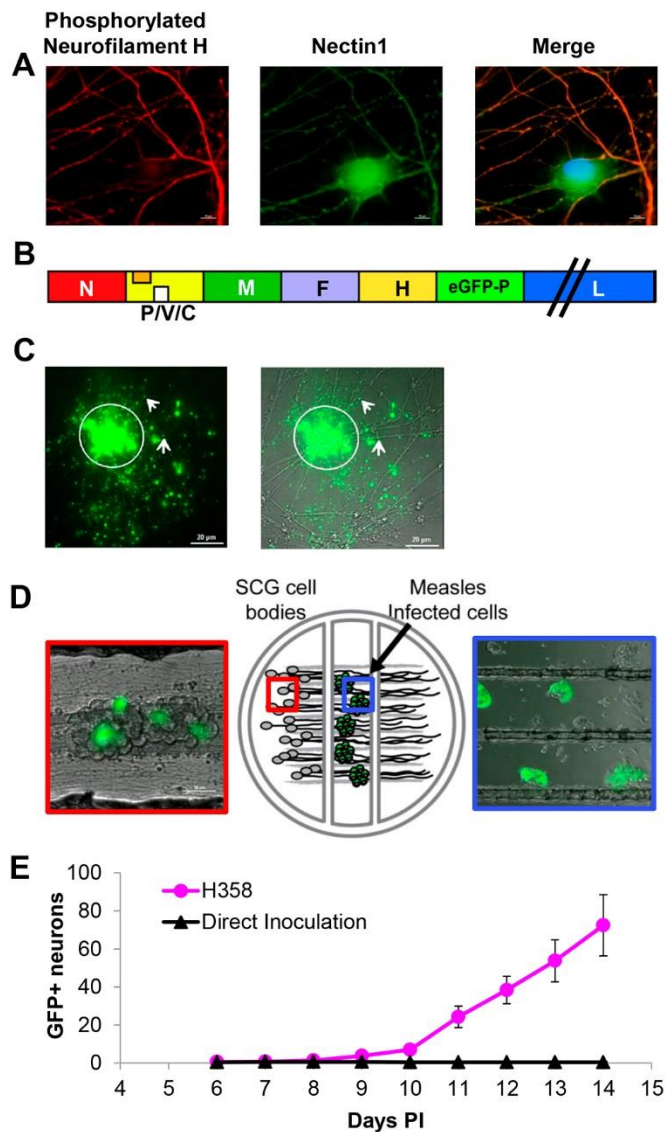 Phosphorylated
Neurofilament H
Nectin1
Merge
A
B
N
P/V/C
M
F
H
eGFP-P
L
C
20 µm
20 µm
D
SCG cell
bodies
Measles
Infected cells
E
100
80
60
40
20
0
GFP+ neurons
H358
Direct Inoculation
4 5 6 7 8 9 10 11 12 13 14 15
Days PI